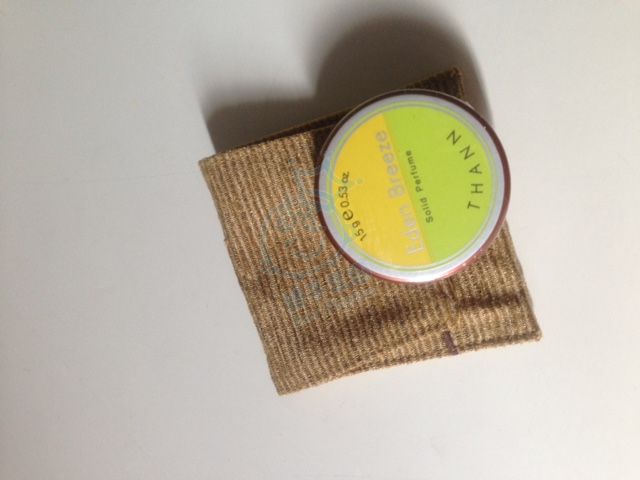 THANN
Solid Perfume
Eden Breeze
15g e 0.53 oz.